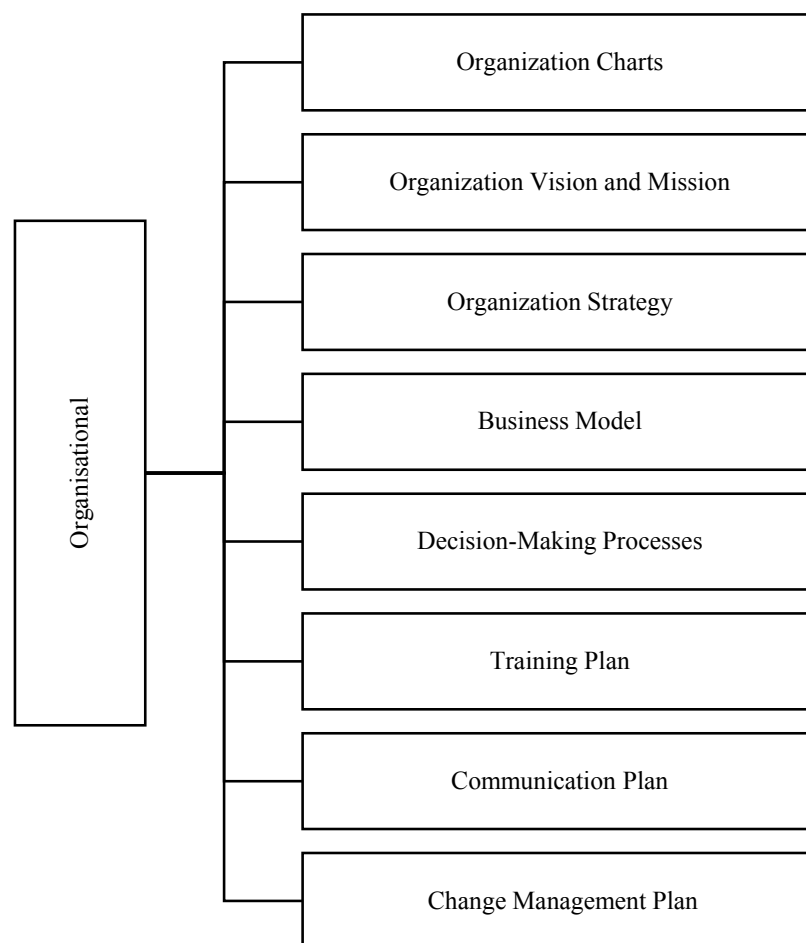 Organization Charts
Organization Vision and Mission
Organization Strategy
Organisational
Business Model
Decision-Making Processes
Training Plan
Communication Plan
Change Management Plan